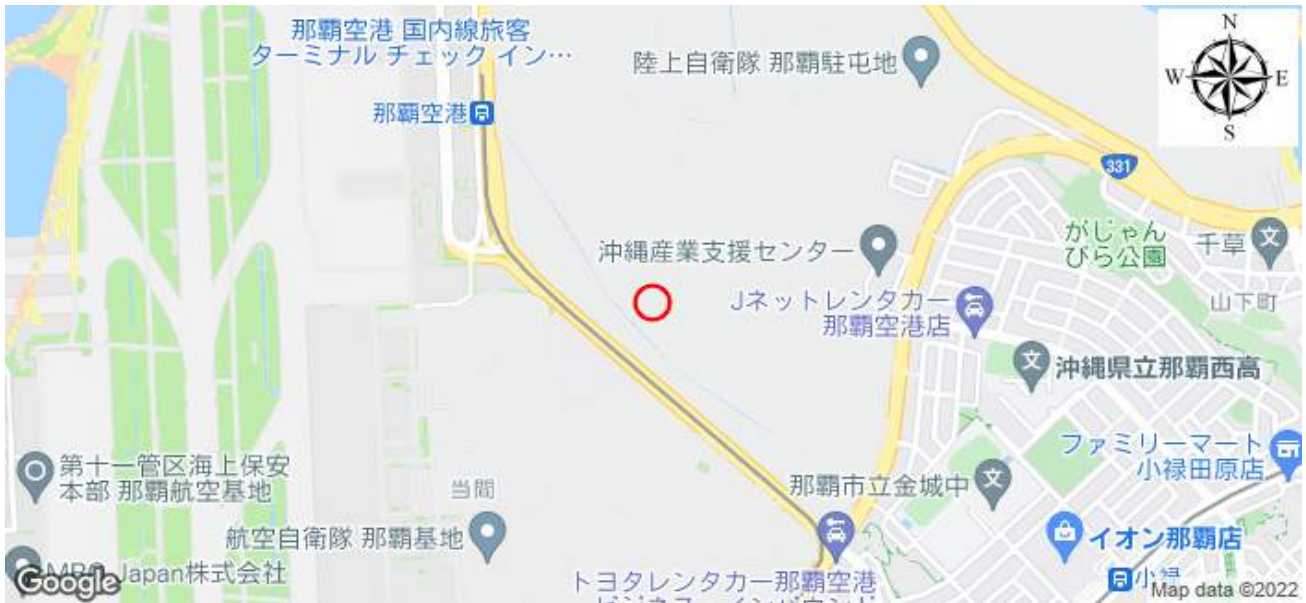 那覇空港 国内線旅客
ターミナル チェック イン…
陸上自衛隊 那覇駐屯地
N
W
E
S
那覇空港
331
がじゃん
びら公園
千草
文
沖縄産業支援センター
Jネットレンタカー
那覇空港店
山下町
文
沖縄県立那覇西高
ファミリーマート
小禄田原店
第十一管区海上保安
本部 那覇航空基地
当間
那覇市立金城中
文
航空自衛隊 那覇基地
イオン那覇店
Japan株式会社
Google
トヨタレンタカー那覇空港
小禄
Map data ©2022